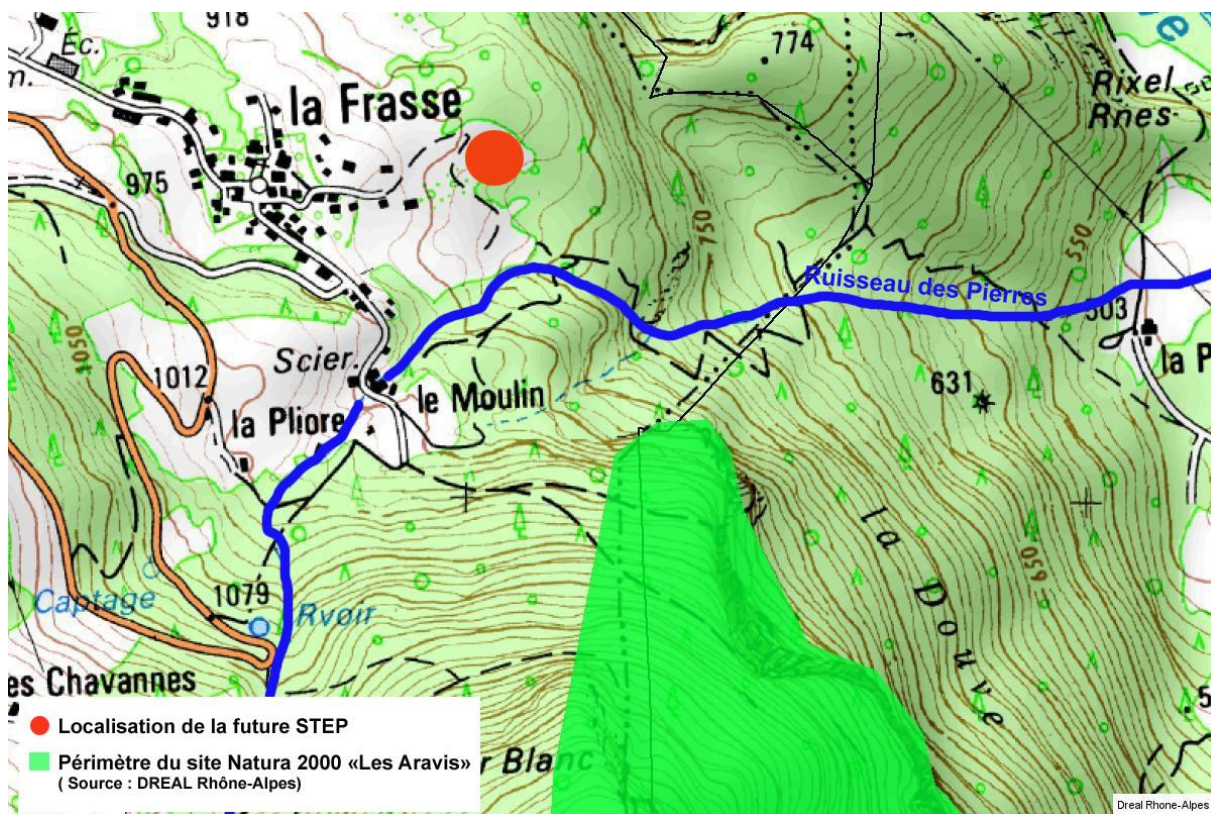 918
Éc.
774
m.
la Frasse
Rixel
Rnes
975
750
550
Ruisseau des Pierres
503
1050
Scier.
1012
631
le Moulin
la P
la Pliore
la Douve
650
Captage
1079
Rvoir
es Chavannes
5
Localisation de la future STEP
Périmètre du site Natura 2000 «Les Aravis»
( Source : DREAL Rhône-Alpes)
r Blanc
Dreal Rhone-Alpes